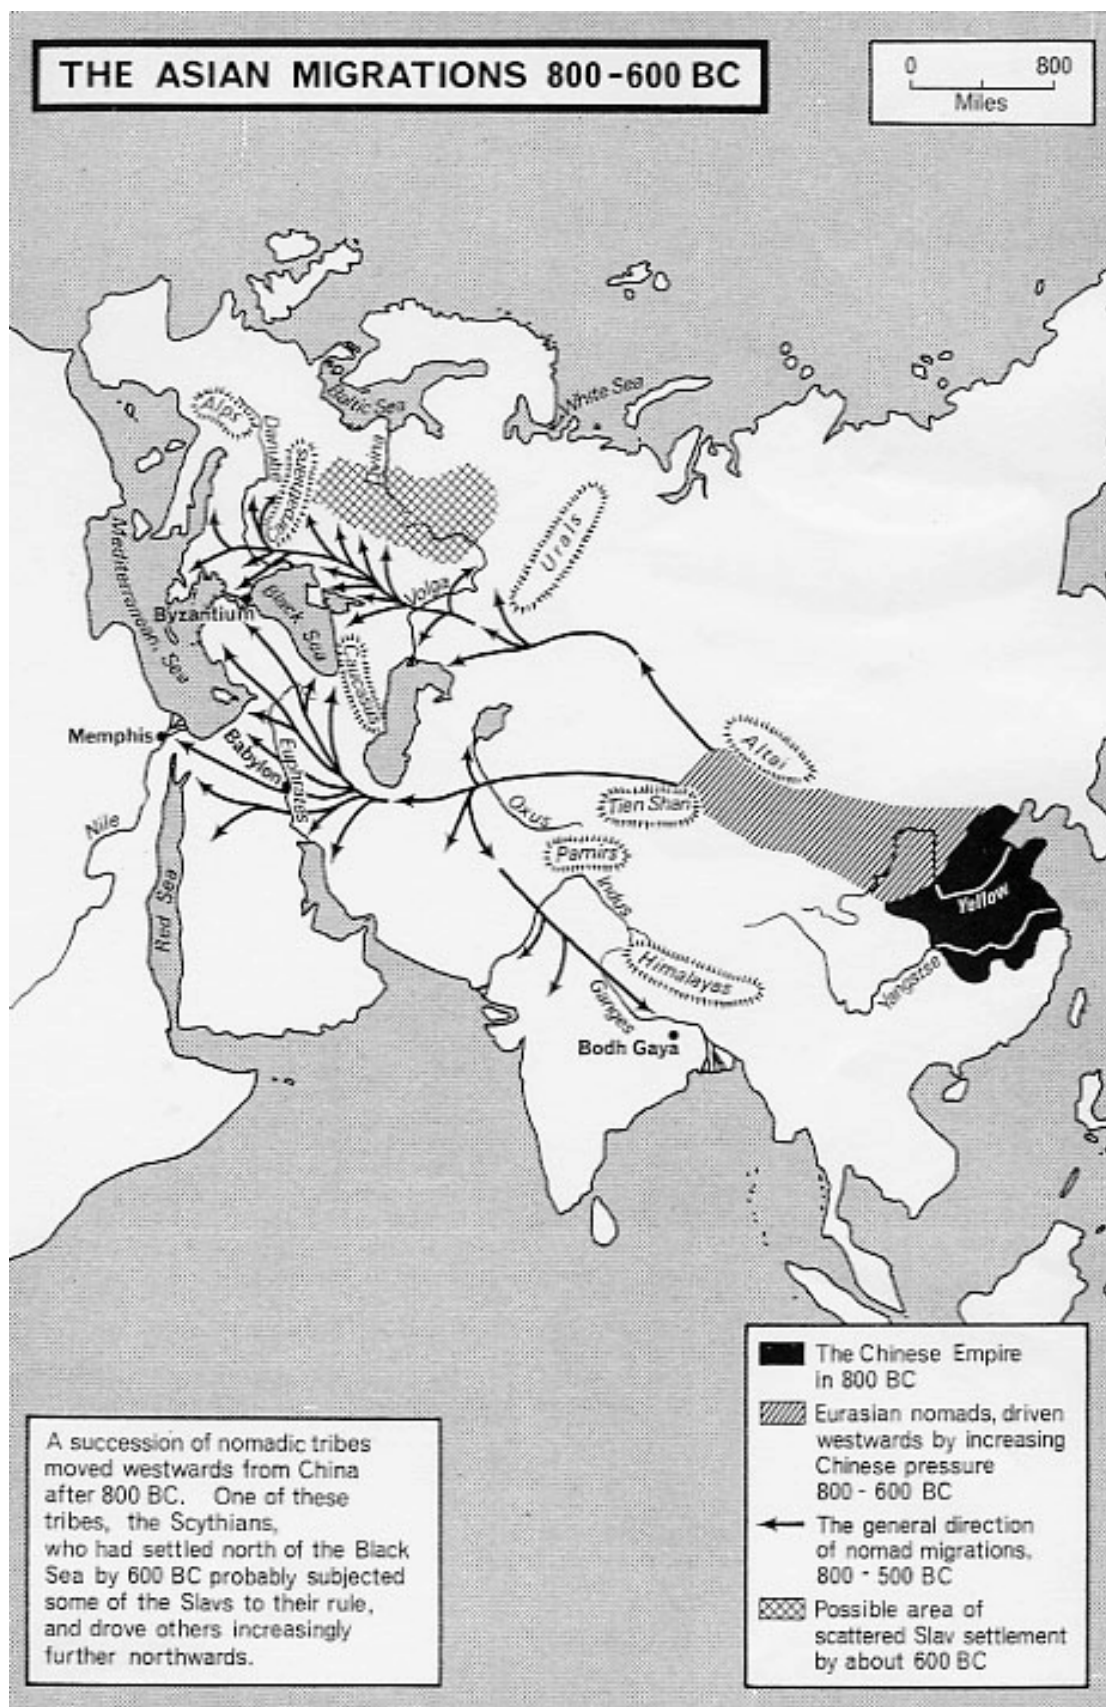 THE ASIAN MIGRATIONS 800-600 BC
0 800
Miles
White Sea
Baltic Sea
Alps
Danube
Dvina
Carpathians
Urals
Mediterranean Sea
Volga
Byzantium
Black Sea
Caucasus
Memphis
Babylon
Euphrates
Altai
Tien Shan
Oxus
Nile
Pamirs
Indus
Yellow
Red Sea
Himalayas
Yangstse
Ganges
Bodh Gaya
The Chinese Empire
in 800 BC
Eurasian nomads, driven
westwards by increasing
Chinese pressure
800 - 600 BC
The general direction
of nomad migrations,
800 - 500 BC
Possible area of
scattered Slav settlement
by about 600 BC
A succession of nomadic tribes
moved westwards from China
after 800 BC. One of these
tribes, the Scythians,
who had settled north of the Black
Sea by 600 BC probably subjected
some of the Slavs to their rule,
and drove others increasingly
further northwards.